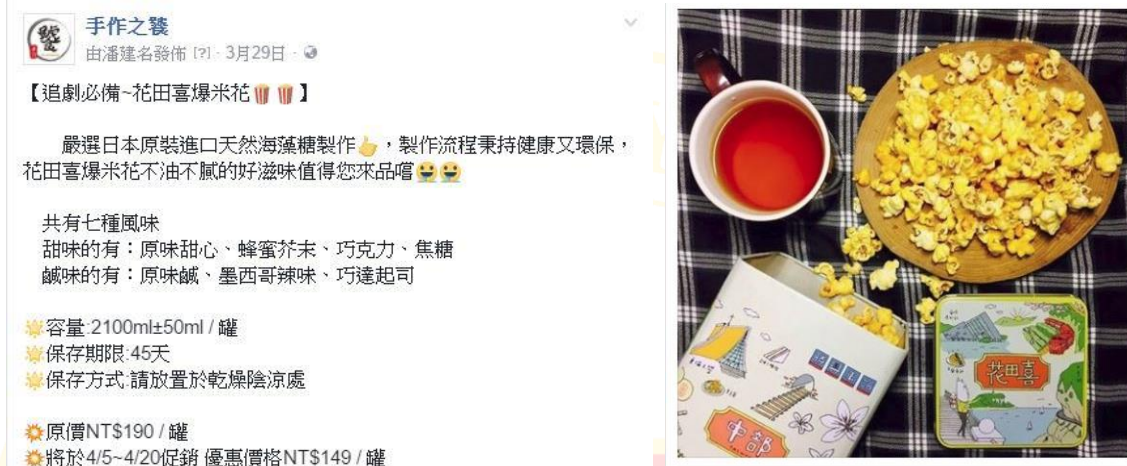 手作之饕
由潘建名發佈 [?] · 3月29日 ·
【追劇必備~花田喜爆米花🍿🍿】
嚴選日本原裝進口天然海藻糖製作👍，製作流程秉持健康又環保，
花田喜爆米花不油不膩的好滋味值得您來品嚐😀😀
共有七種風味
甜味的有：原味甜心、蜂蜜芥末、巧克力、焦糖
鹹味的有：原味鹹、墨西哥辣味、巧達起司
🌟容量:2100ml±50ml / 罐
🌟保存期限:45天
🌟保存方式:請放置於乾燥陰涼處
💥原價NT$190 / 罐
💥將於4/5~4/20促銷 優惠價格NT$149 / 罐
花田喜
中部